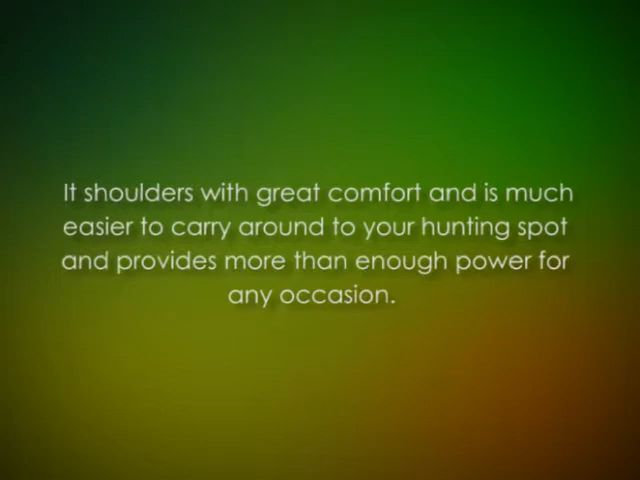 It shoulders with great comfort and is much
easier to carry around to your hunting spot
and provides more than enough power for
any occasion.